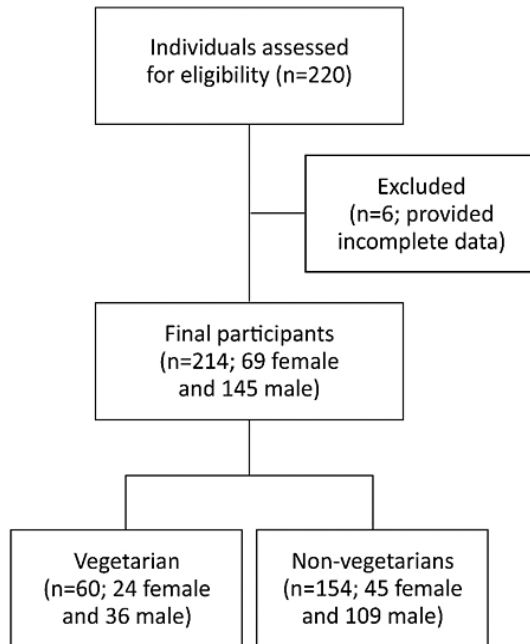 Individuals assessed
for eligibility (n=220)
Excluded
(n=6; provided
incomplete data)
Final participants
(n=214; 69 female
and 145 male)
Vegetarian
(n=60; 24 female
and 36 male)
Non-vegetarians
(n=154; 45 female
and 109 male)